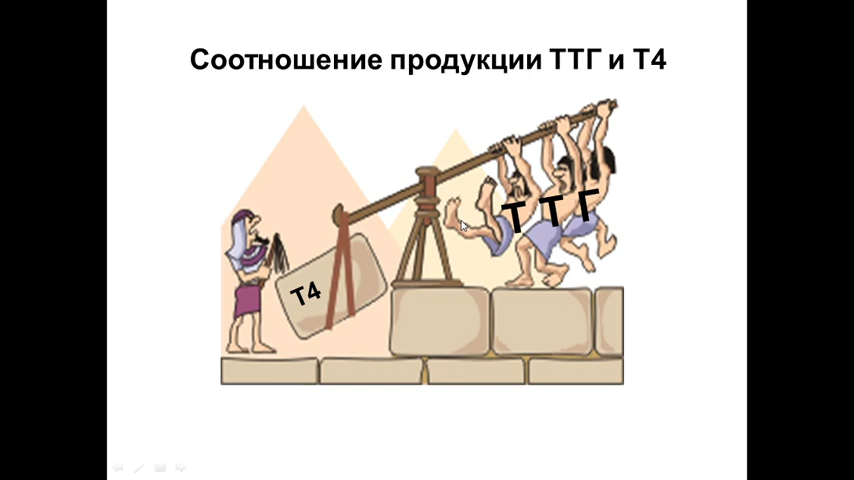 Соотношение продукции ТТГ и Т4
Т Т Г
Т4